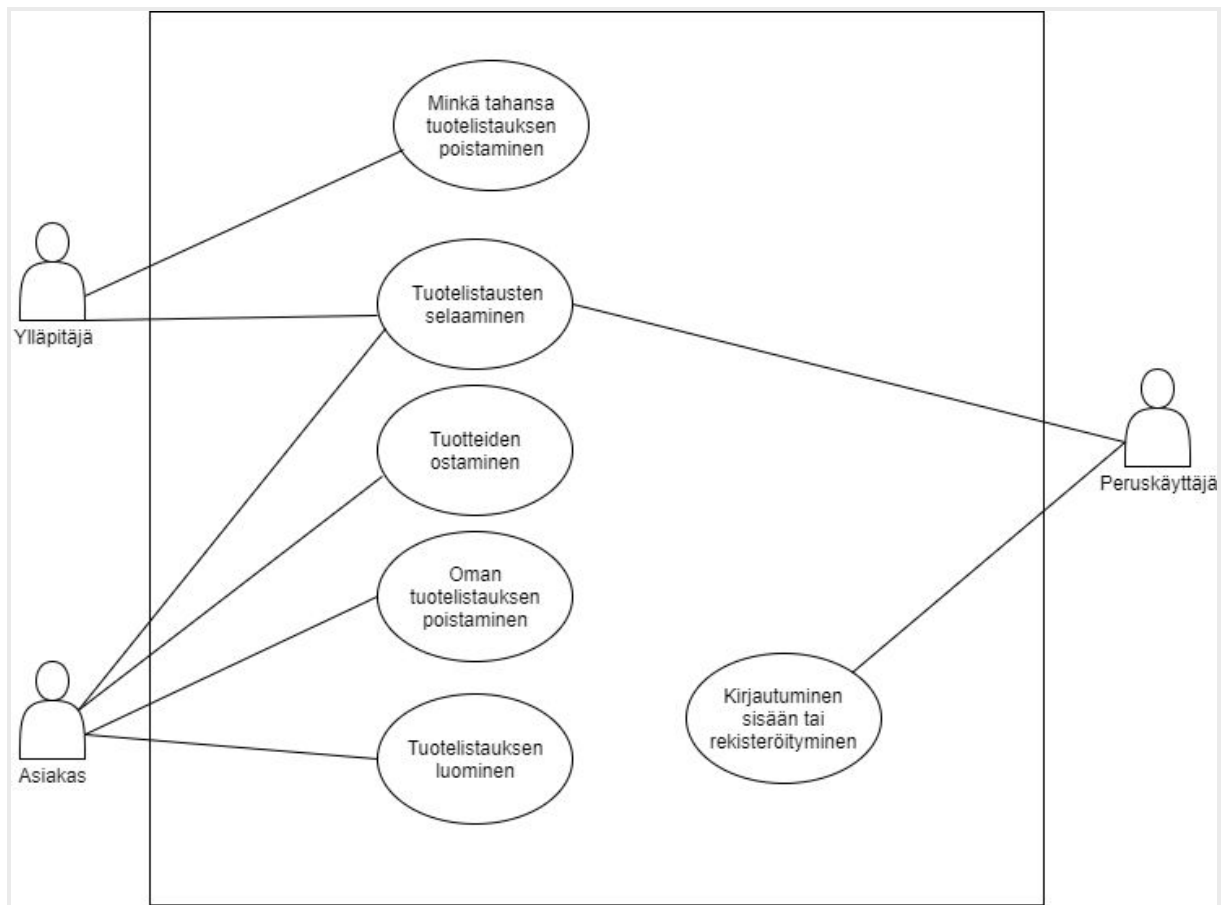 Minkä tahansa
tuotelistauksen
poistaminen
Ylläpitäjä
Tuotelistausten
selaaminen
Tuotteiden
ostaminen
Peruskäyttäjä
Oman
tuotelistauksen
poistaminen
Asiakas
Tuotelistauksen
luominen
Kirjautuminen
sisään tai
rekisteröityminen